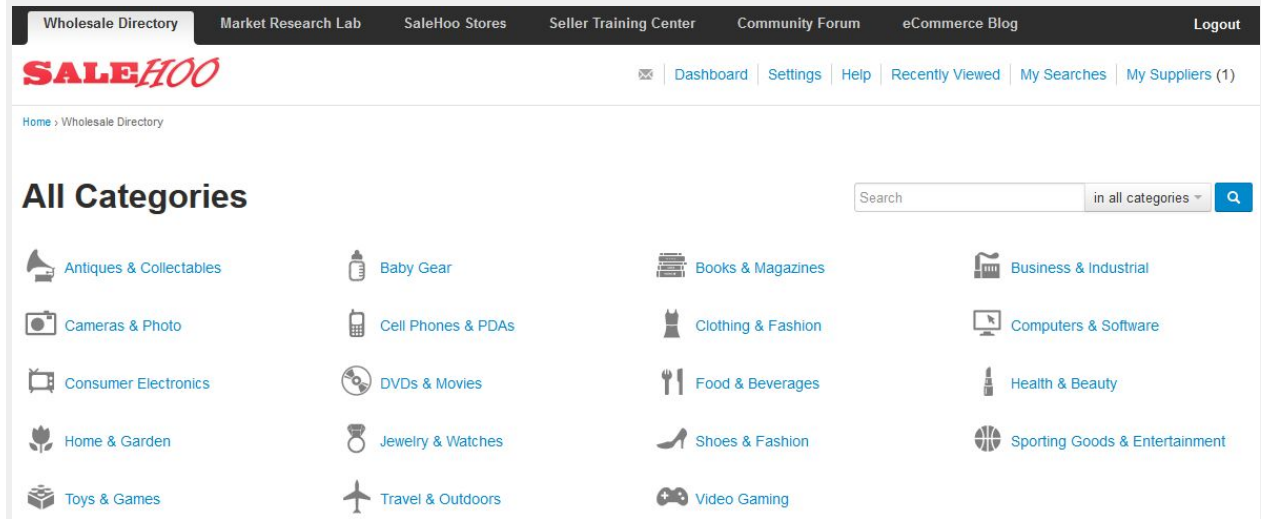 Wholesale Directory Market Research Lab SaleHoo Stores Seller Training Center Community Forum eCommerce Blog Logout
SALEHOO Dashboard Settings Help Recently Viewed My Searches My Suppliers (1)
Home › Wholesale Directory
All Categories Search in all categories
Antiques & Collectables Baby Gear Books & Magazines Business & Industrial
Cameras & Photo Cell Phones & PDAs Clothing & Fashion Computers & Software
Consumer Electronics DVDs & Movies Food & Beverages Health & Beauty
Home & Garden Jewelry & Watches Shoes & Fashion Sporting Goods & Entertainment
Toys & Games Travel & Outdoors Video Gaming